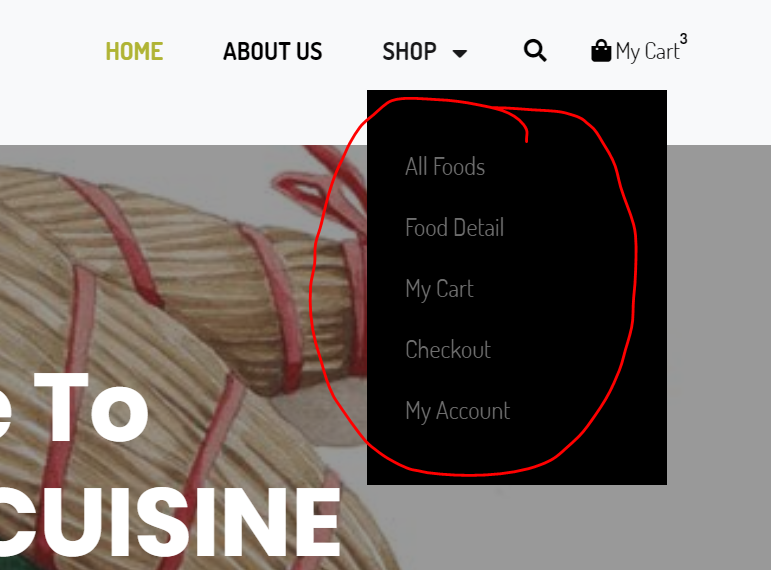 HOME ABOUT US SHOP My Cart 3
All Foods
Food Detail
My Cart
Checkout
My Account
To
CUISINE